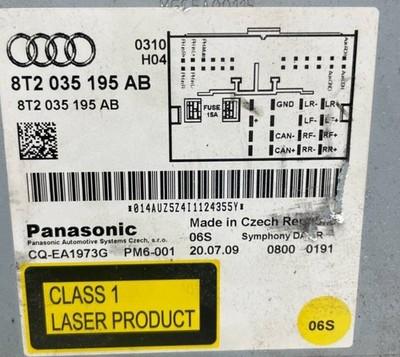 0310
H04
8T2 035 195 AB
8T2 035 195 AB
FUSE
15A
GND LR- LR+
LF- LF+
CAN- RF- RF+
CAN+ RR- RR+
*014AUZ5Z4I1124355Y*
Panasonic
Panasonic Automotive Systems Czech, s.r.o.
Made in Czech
06S Symphony
CQ-EA1973G PM6-001 20.07.09 0800 0191
CLASS 1
LASER PRODUCT
06S